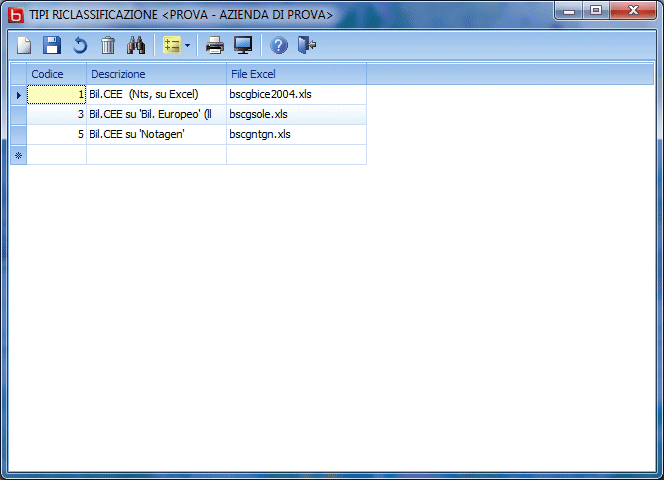 TIPI RICLASSIFICAZIONE <PROVA - AZIENDA DI PROVA>
Codice Descrizione File Excel
1 Bil.CEE (Nts, su Excel) bscgbice2004.xls
3 Bil.CEE su 'Bil. Europeo' (Il bscgsole.xls
5 Bil.CEE su 'Notagen' bscgntgn.xls